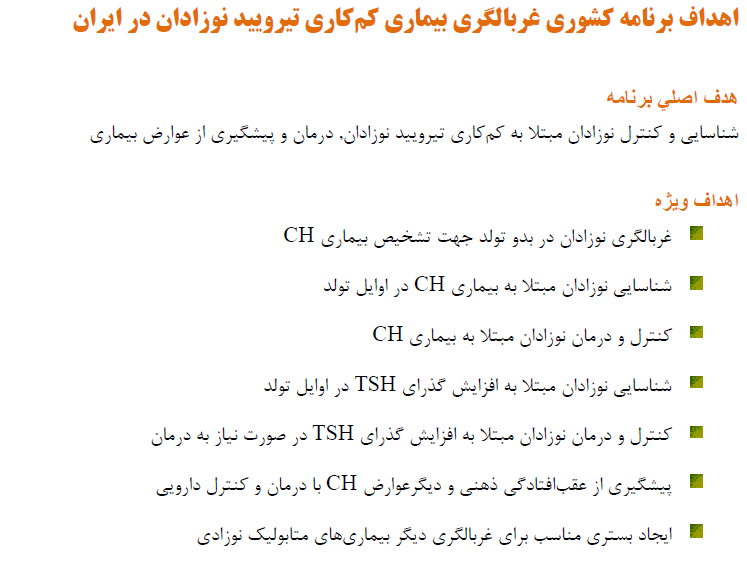 اهداف برنامه کشوری غربالگری بیماری کم‌کاری تیرویید نوزادان در ایران
هدف اصلي برنامه
شناسایی و کنترل نوزادان مبتلا به کم‌کاری تیرویید نوزادان, درمان و پیشگیری از عوارض بیماری
اهداف ویژه
غربالگری نوزادان در بدو تولد جهت تشخیص بیماری CH
شناسایی نوزادان مبتلا به بیماری CH در اوایل تولد
کنترل و درمان نوزادان مبتلا به بیماری CH
شناسایی نوزادان مبتلا به افزایش گذرای TSH در اوایل تولد
کنترل و درمان نوزادان مبتلا به افزایش گذرای TSH در صورت نیاز به درمان
پیشگیری از عقب‌افتادگی ذهنی و دیگرعوارض CH با درمان و کنترل دارویی
ایجاد بستری مناسب برای غربالگری دیگر بیماری‌های متابولیک نوزادی